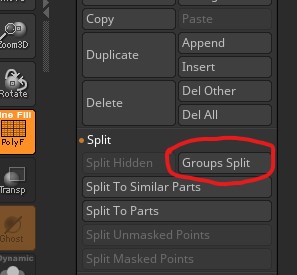 Copy Paste
Zoom3D
Duplicate Append
Insert
Rotate
Delete Del Other
Del All
Line Fill
PolyF
Split
Split Hidden Groups Split
Transp
Split To Similar Parts
Split To Parts
Ghost
Split Unmasked Points
Split Masked Points
Dynamic